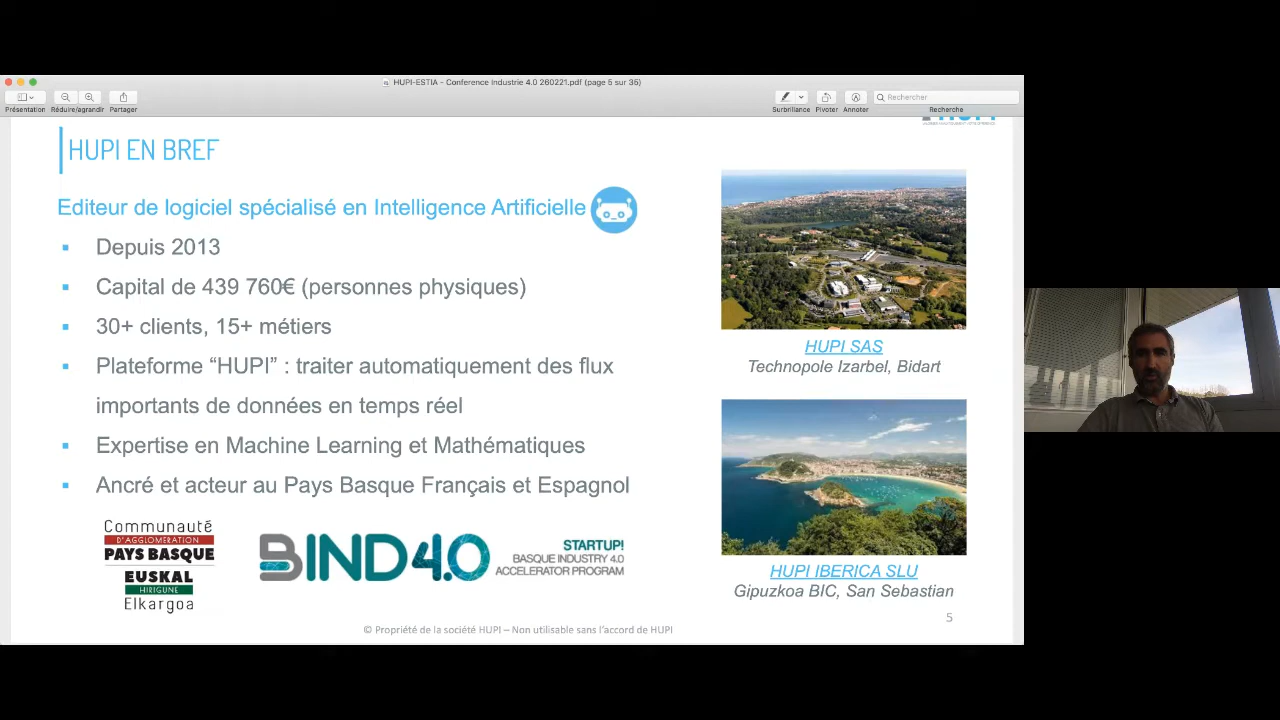 HUPI-ESTIA - Conference Industrie 4.0 260221.pdf (page 5 sur 35)
Présentation
Réduire/agrandir
Partager
Surbrillance
Pivoter
Annoter
Rechercher
Recherche
HUPI EN BREF
Editeur de logiciel spécialisé en Intelligence Artificielle
▪ Depuis 2013
▪ Capital de 439 760€ (personnes physiques)
▪ 30+ clients, 15+ métiers
▪ Plateforme “HUPI” : traiter automatiquement des flux
importants de données en temps réel
▪ Expertise en Machine Learning et Mathématiques
▪ Ancré et acteur au Pays Basque Français et Espagnol
HUPI SAS
Technopole Izarbel, Bidart
HUPI IBERICA SLU
Gipuzkoa BIC, San Sebastian
Communauté
D'AGGLOMÉRATION
PAYS BASQUE
EUSKAL
HIRIGUNE
Elkargoa
BIND 4.0
STARTUP!
BASQUE INDUSTRY 4.0
ACCELERATOR PROGRAM
5
© Propriété de la société HUPI – Non utilisable sans l’accord de HUPI